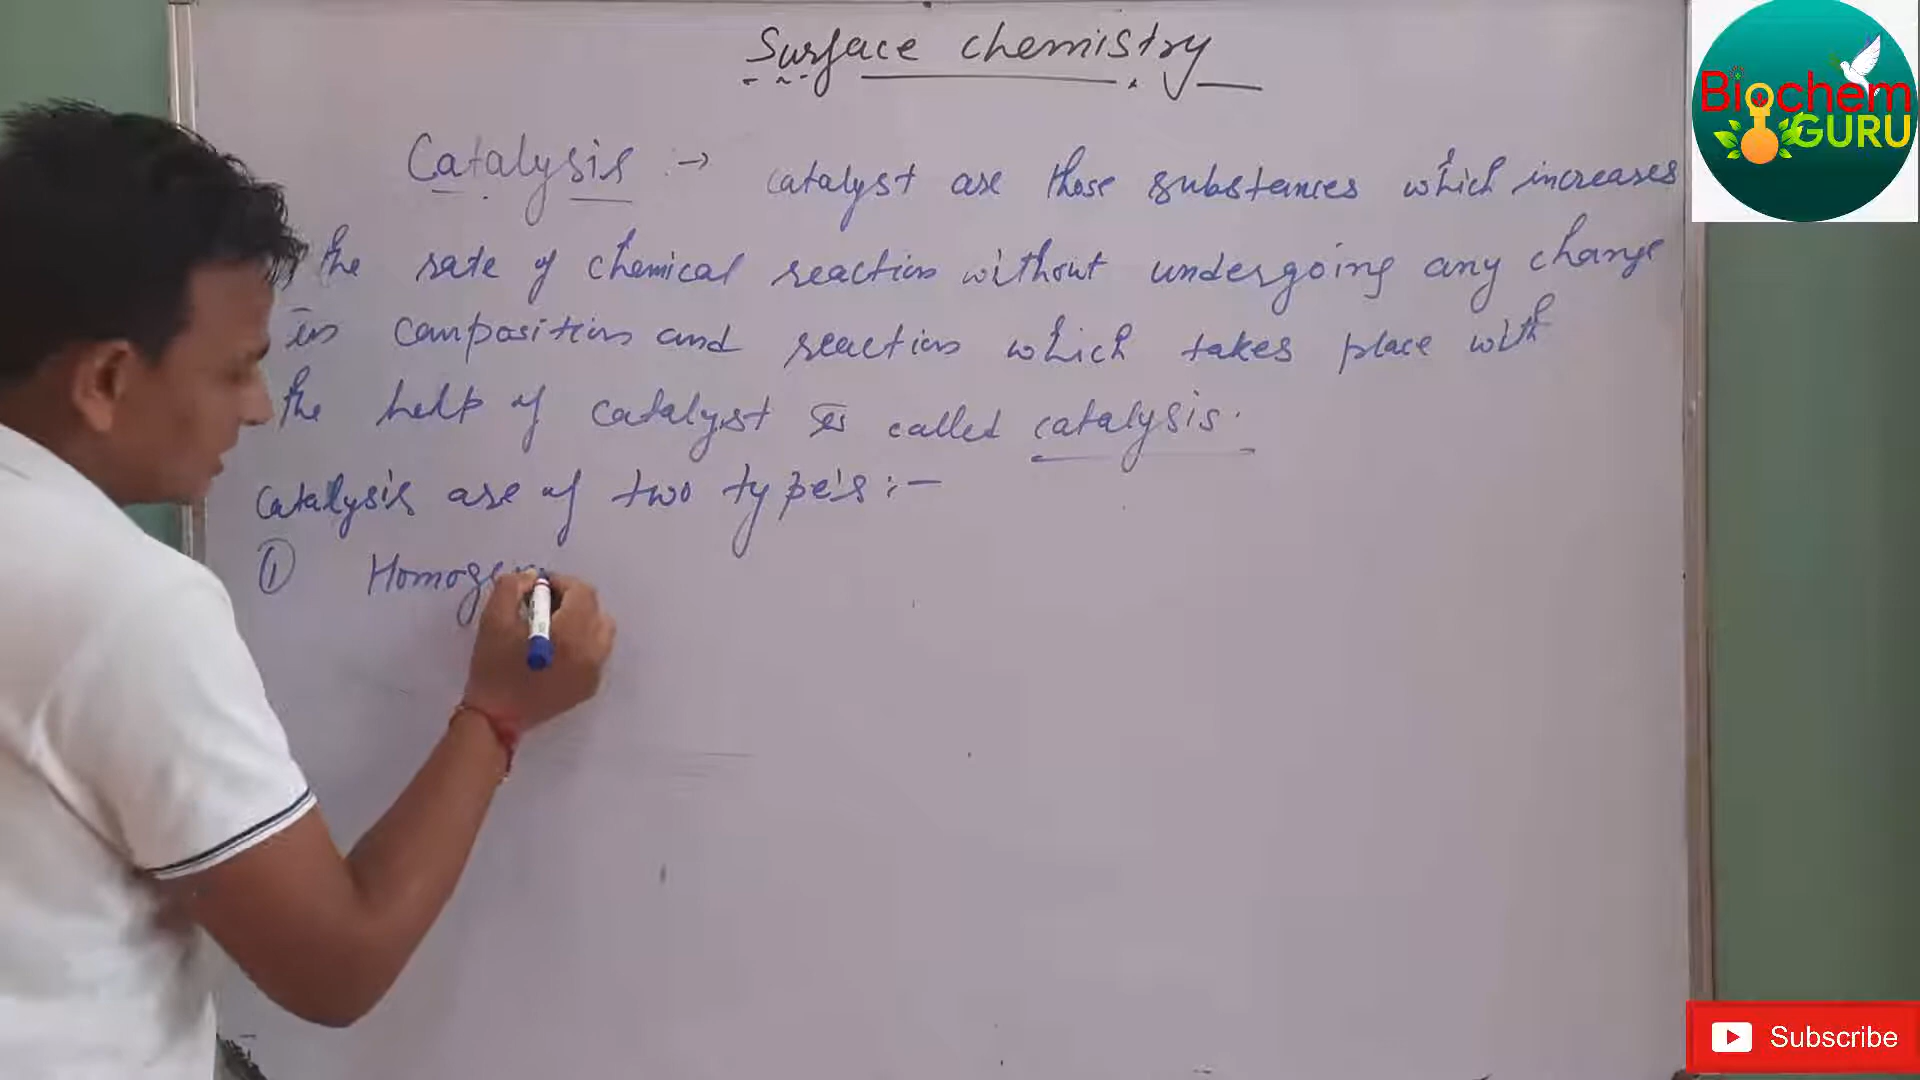 Surface chemistry
Catalysis :→ catalyst are those substances which increases
the rate of chemical reaction without undergoing any change
in composition and reaction which takes place with
the help of catalyst is called catalysis.
Catalysis are of two type's :-
① Homogen
Biochem
GURU
Subscribe